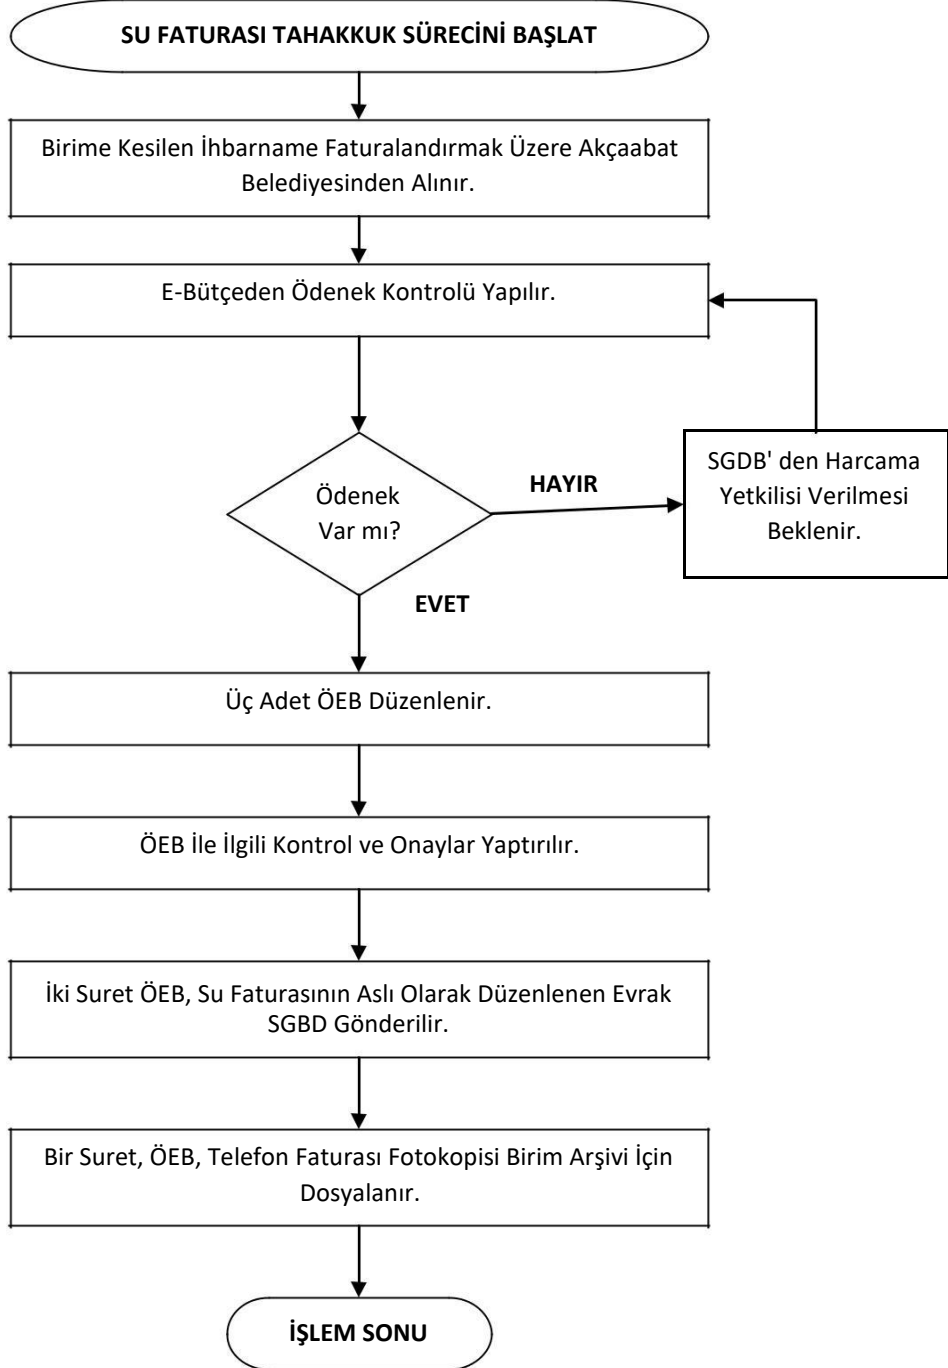 SU FATURASI TAHAKKUK SÜRECİNİ BAŞLAT
Birime Kesilen İhbarname Faturalandırmak Üzere Akçaabat
Belediyesinden Alınır.
E-Bütçeden Ödenek Kontrolü Yapılır.
Ödenek
Var mı?
HAYIR
SGDB' den Harcama
Yetkilisi Verilmesi
Beklenir.
EVET
Üç Adet ÖEB Düzenlenir.
ÖEB İle İlgili Kontrol ve Onaylar Yaptırılır.
İki Suret ÖEB, Su Faturasının Aslı Olarak Düzenlenen Evrak
SGBD Gönderilir.
Bir Suret, ÖEB, Telefon Faturası Fotokopisi Birim Arşivi İçin
Dosyalanır.
İŞLEM SONU